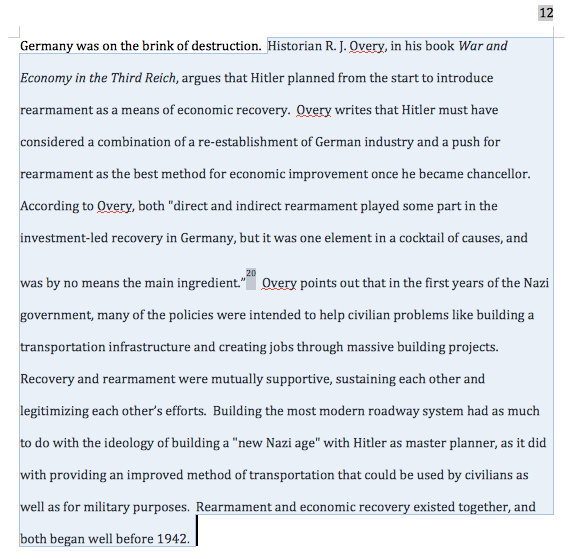 12
Germany was on the brink of destruction.  Historian R. J. Overy, in his book War and
Economy in the Third Reich, argues that Hitler planned from the start to introduce
rearmament as a means of economic recovery.  Overy writes that Hitler must have
considered a combination of a re-establishment of German industry and a push for
rearmament as the best method for economic improvement once he became chancellor.
According to Overy, both "direct and indirect rearmament played some part in the
investment-led recovery in Germany, but it was one element in a cocktail of causes, and
was by no means the main ingredient.”20  Overy points out that in the first years of the Nazi
government, many of the policies were intended to help civilian problems like building a
transportation infrastructure and creating jobs through massive building projects.
Recovery and rearmament were mutually supportive, sustaining each other and
legitimizing each other’s efforts.  Building the most modern roadway system had as much
to do with the ideology of building a "new Nazi age" with Hitler as master planner, as it did
with providing an improved method of transportation that could be used by civilians as
well as for military purposes.  Rearmament and economic recovery existed together, and
both began well before 1942.